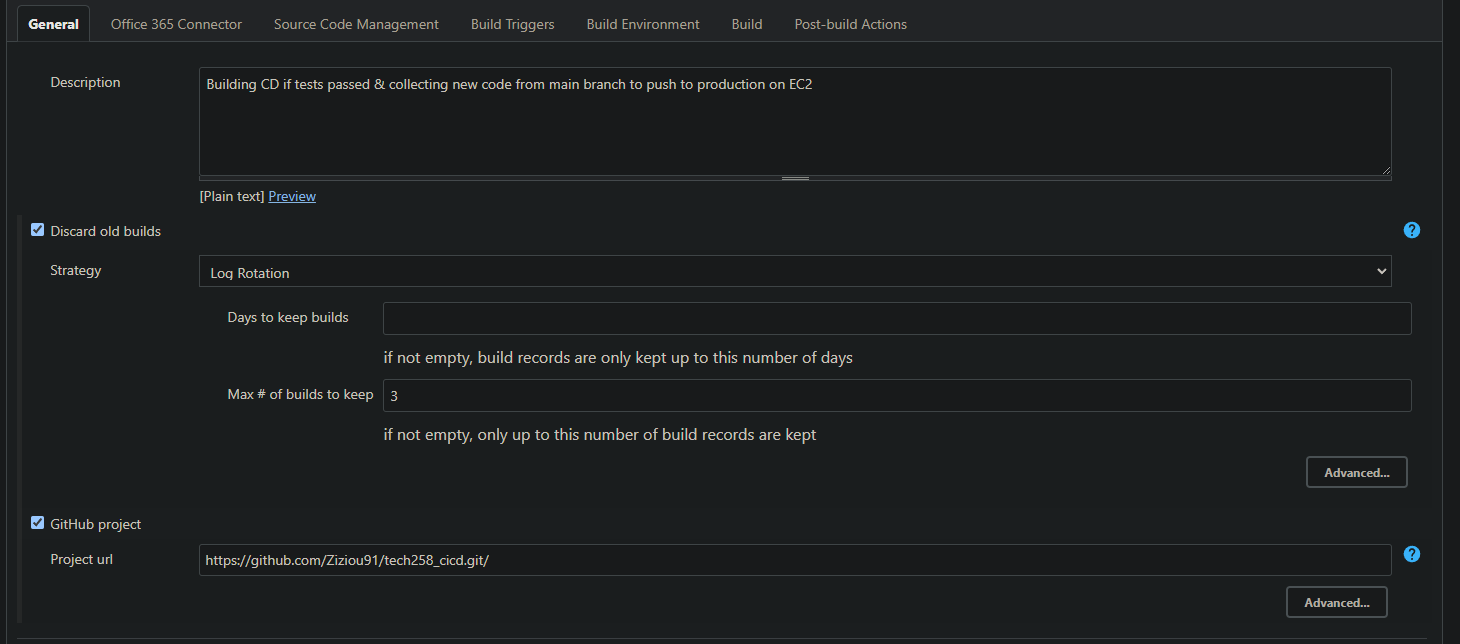 General Office 365 Connector Source Code Management Build Triggers Build Environment Build Post-build Actions
Description
Building CD if tests passed & collecting new code from main branch to push to production on EC2
[Plain text] Preview
Discard old builds
?
Strategy
Log Rotation
Days to keep builds
if not empty, build records are only kept up to this number of days
Max # of builds to keep
3
if not empty, only up to this number of build records are kept
Advanced...
GitHub project
Project url
https://github.com/Ziziou91/tech258_cicd.git/
?
Advanced...